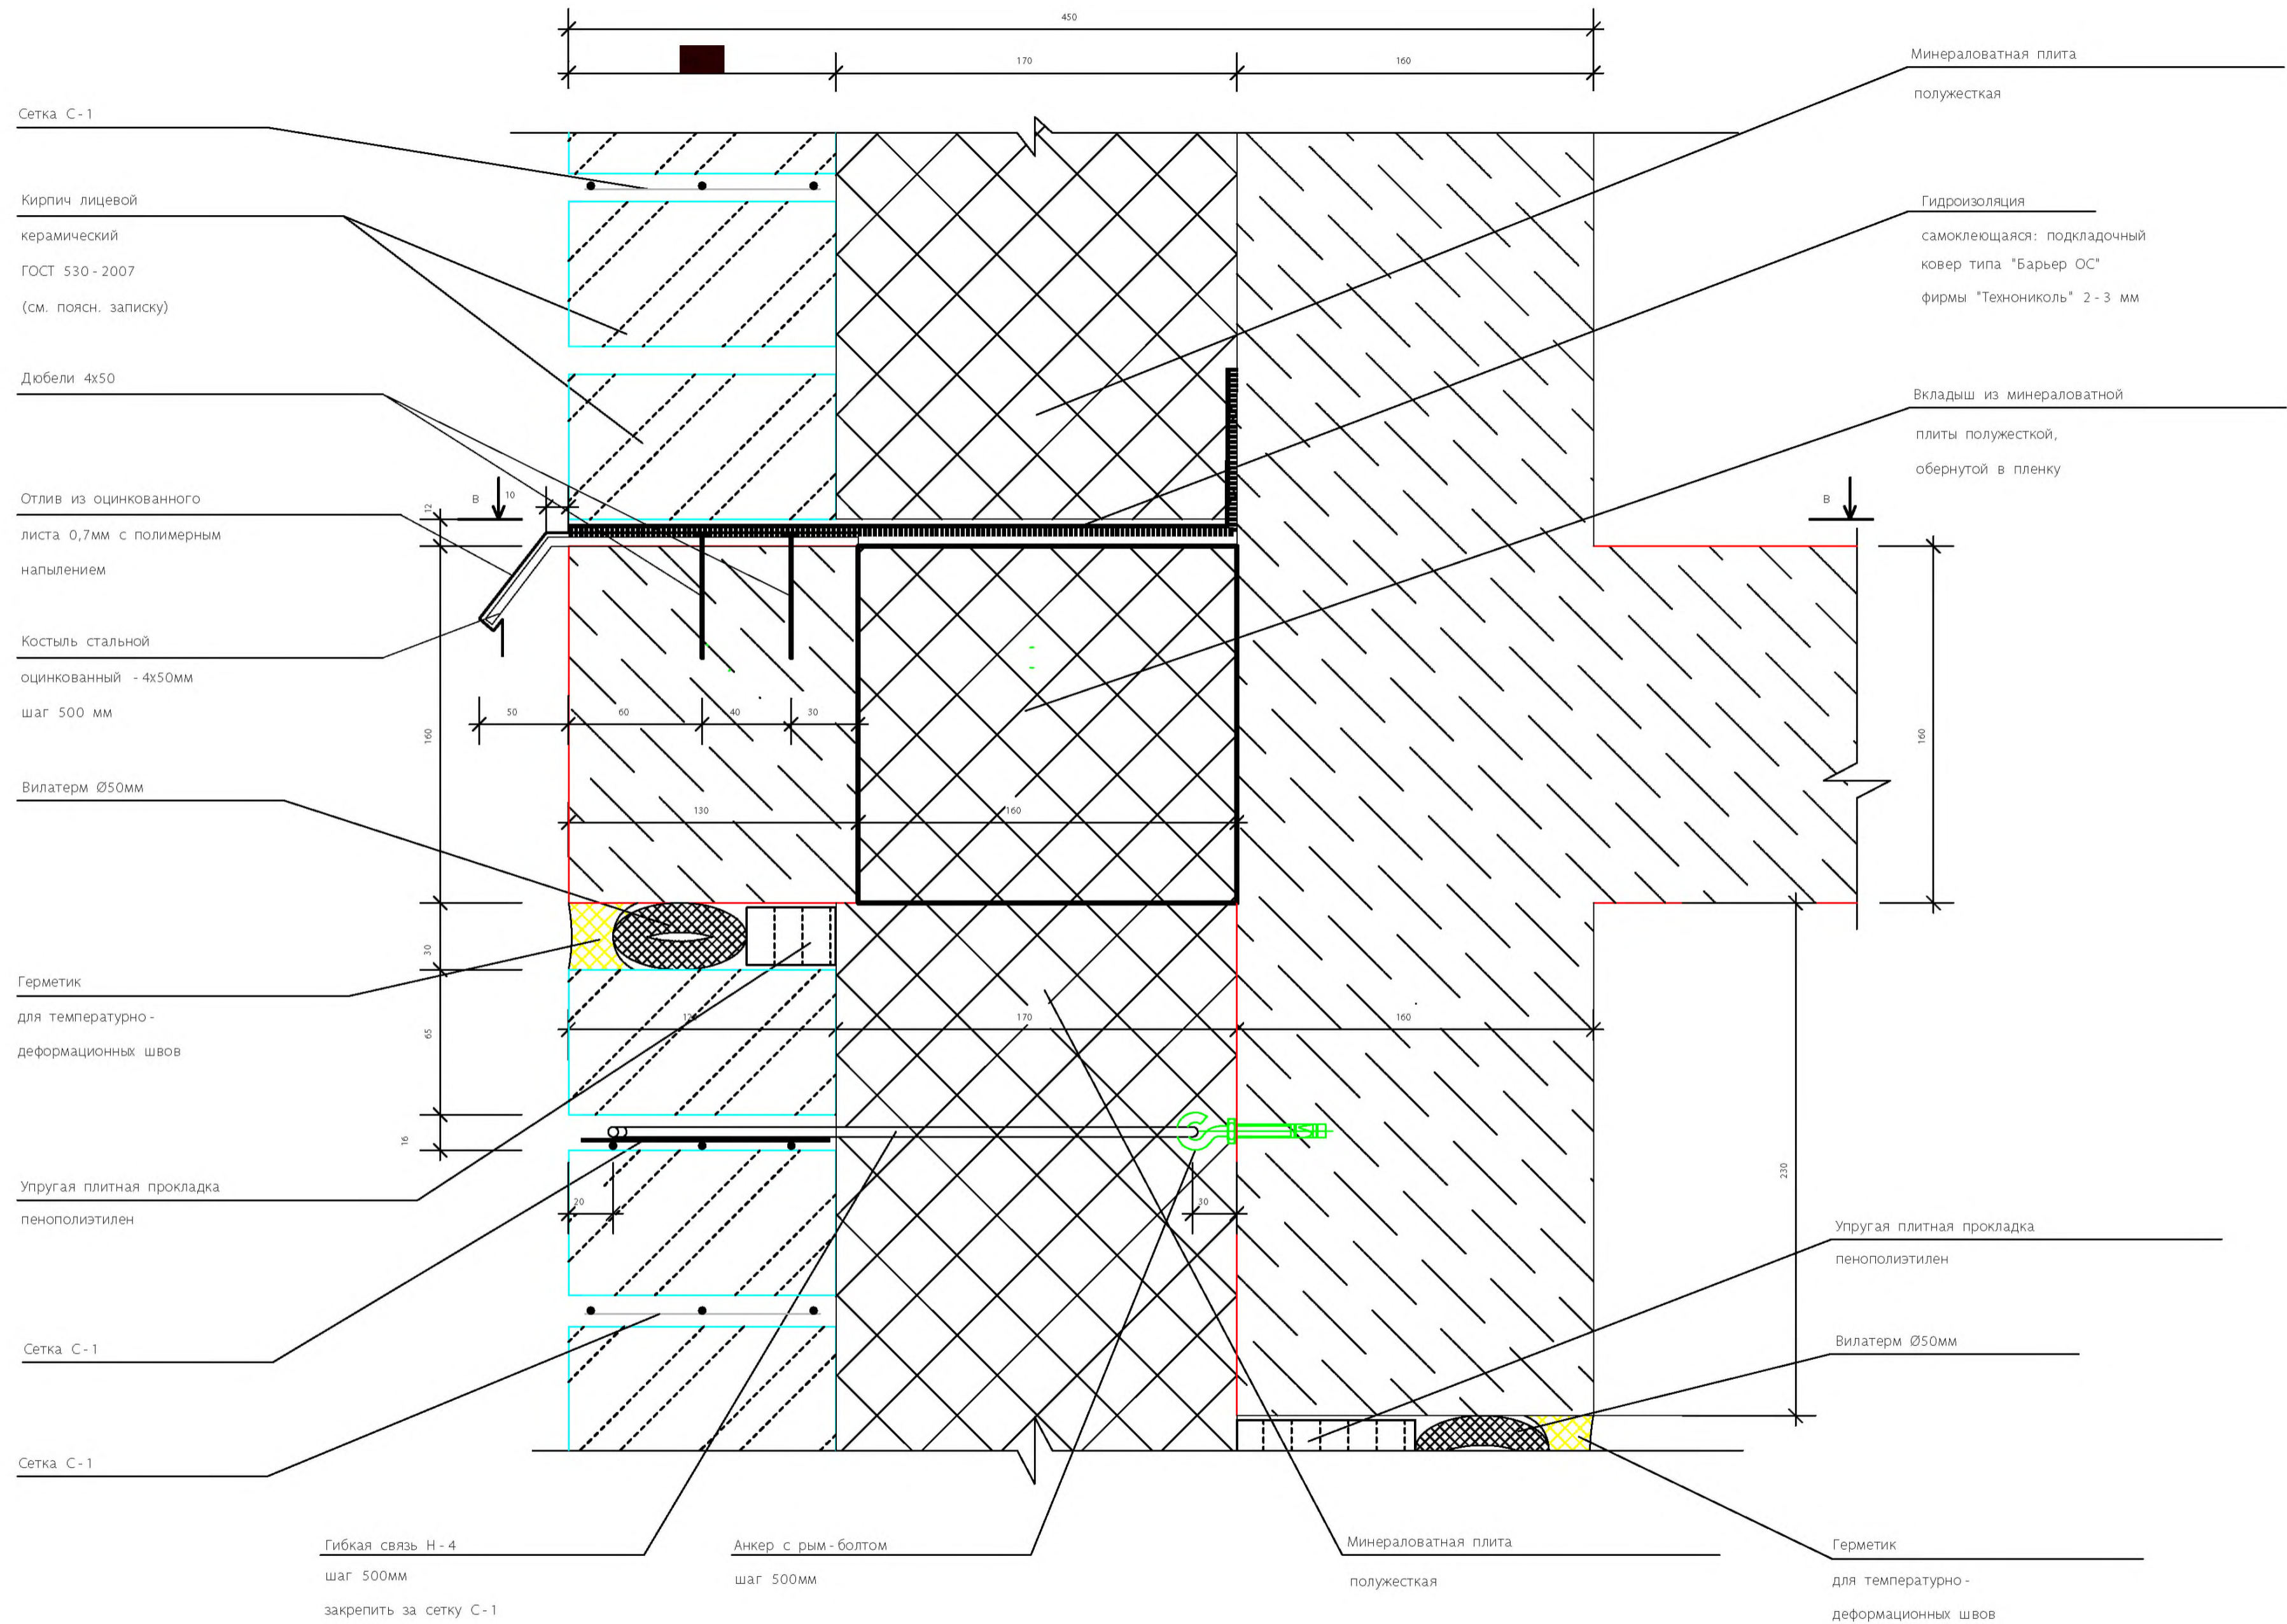 450
170
160
Сетка С-1
Кирпич лицевой
керамический
ГОСТ 530-2007
(см. поясн. записку)
Дюбели 4х50
Отлив из оцинкованного
листа 0,7мм с полимерным
напылением
Костыль стальной
оцинкованный -4х50мм
шаг 500 мм
Вилатерм Ø50мм
Герметик
для температурно-
деформационных швов
Упругая плитная прокладка
пенополиэтилен
Сетка С-1
Сетка С-1
Гибкая связь Н-4
шаг 500мм
закрепить за сетку С-1
Анкер с рым-болтом
шаг 500мм
Минераловатная плита
полужесткая
Минераловатная плита
полужесткая
Гидроизоляция
самоклеющаяся: подкладочный
ковер типа "Барьер ОС"
фирмы "Технониколь" 2-3 мм
Вкладыш из минераловатной
плиты полужесткой,
обернутой в пленку
Упругая плитная прокладка
пенополиэтилен
Вилатерм Ø50мм
Герметик
для температурно-
деформационных швов
В
10
12
В
50
60
40
30
160
160
130
160
30
65
170
160
16
20
30
230